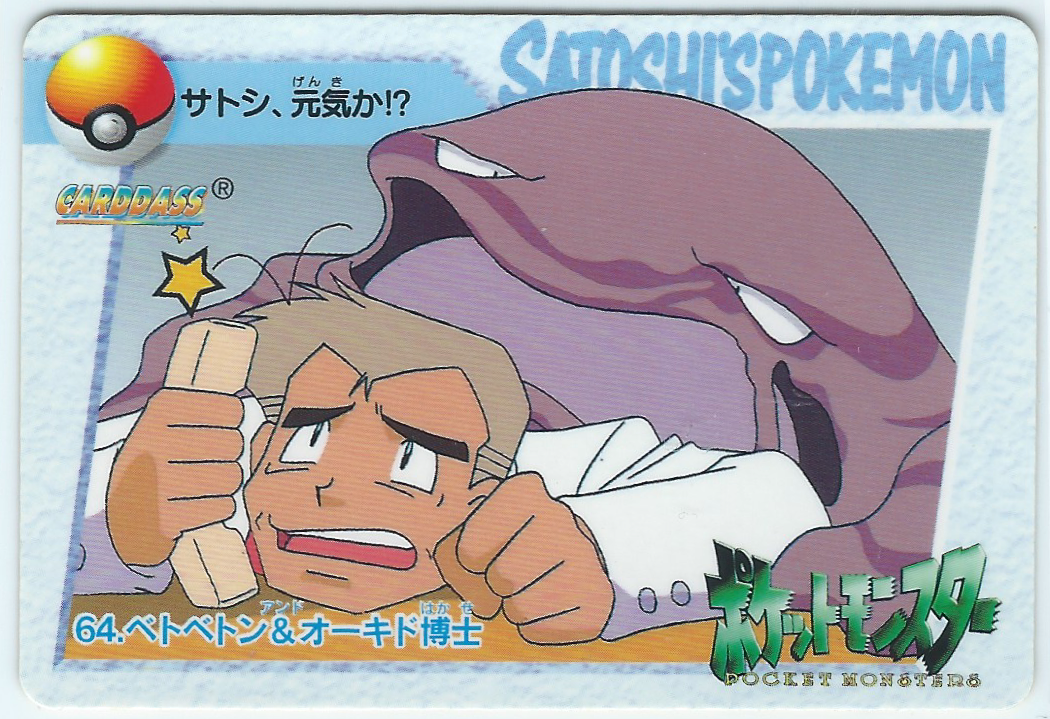 SATOSHI'S POKEMON
げんき
サトシ、元気か!?
CARDDASS®
アンド はかせ
64.ベトベトン&オーキド博士
ポケットモンスター
POCKET MONSTERS